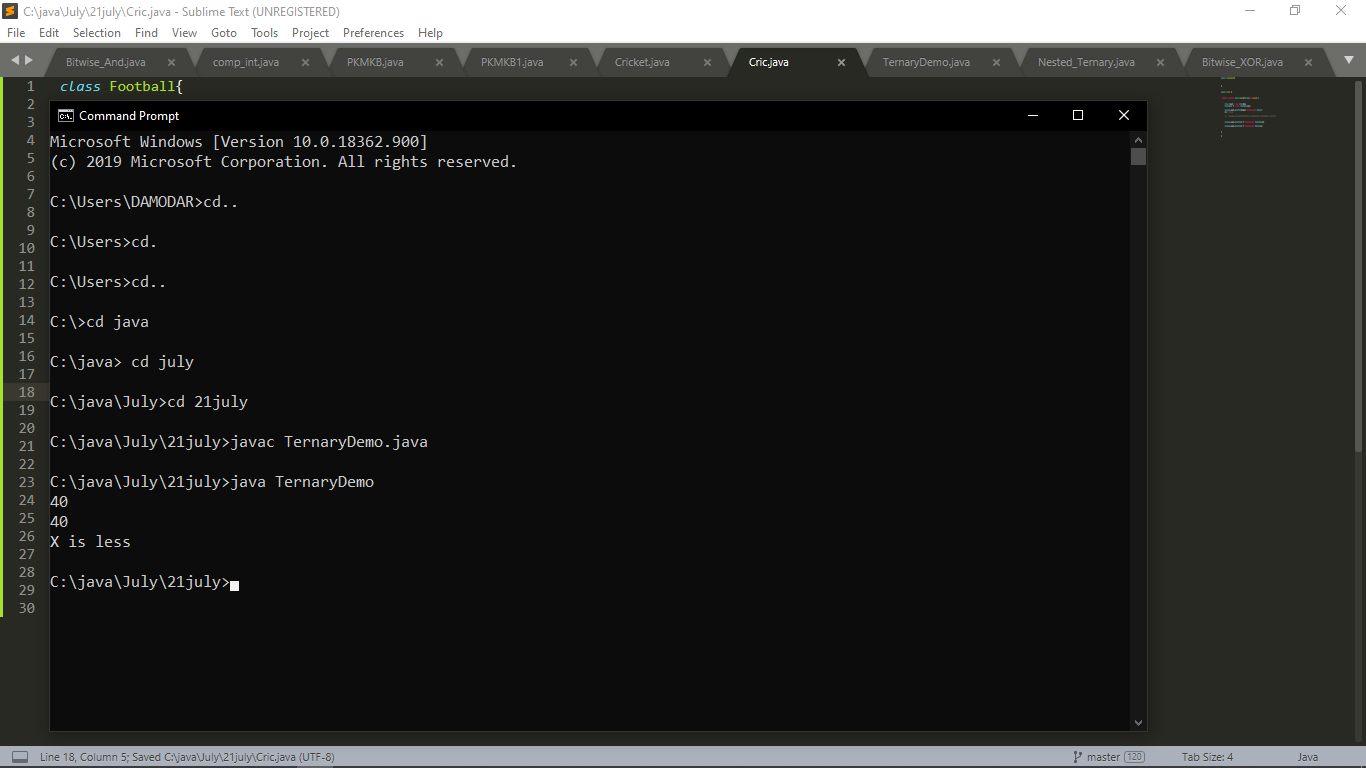 C:\java\July\21july\Cric.java - Sublime Text (UNREGISTERED)
File Edit Selection Find View Goto Tools Project Preferences Help
Bitwise_And.java comp_int.java PKMKB.java PKMKB1.java Cricket.java Cric.java TernaryDemo.java Nested_Ternary.java Bitwise_XOR.java
1 class Football{
2
3
4
5
6
7
8
9
10
11
12
13
14
15
16
17
18
19
20
21
22
23
24
25
26
27
28
29
30
Command Prompt
Microsoft Windows [Version 10.0.18362.900]
(c) 2019 Microsoft Corporation. All rights reserved.
C:\Users\DAMODAR>cd..
C:\Users>cd.
C:\Users>cd..
C:\>cd java
C:\java> cd july
C:\java\July>cd 21july
C:\java\July\21july>javac TernaryDemo.java
C:\java\July\21july>java TernaryDemo
40
40
X is less
C:\java\July\21july>
Line 18, Column 5; Saved C:\java\July\21july\Cric.java (UTF-8) master 120 Tab Size: 4 Java